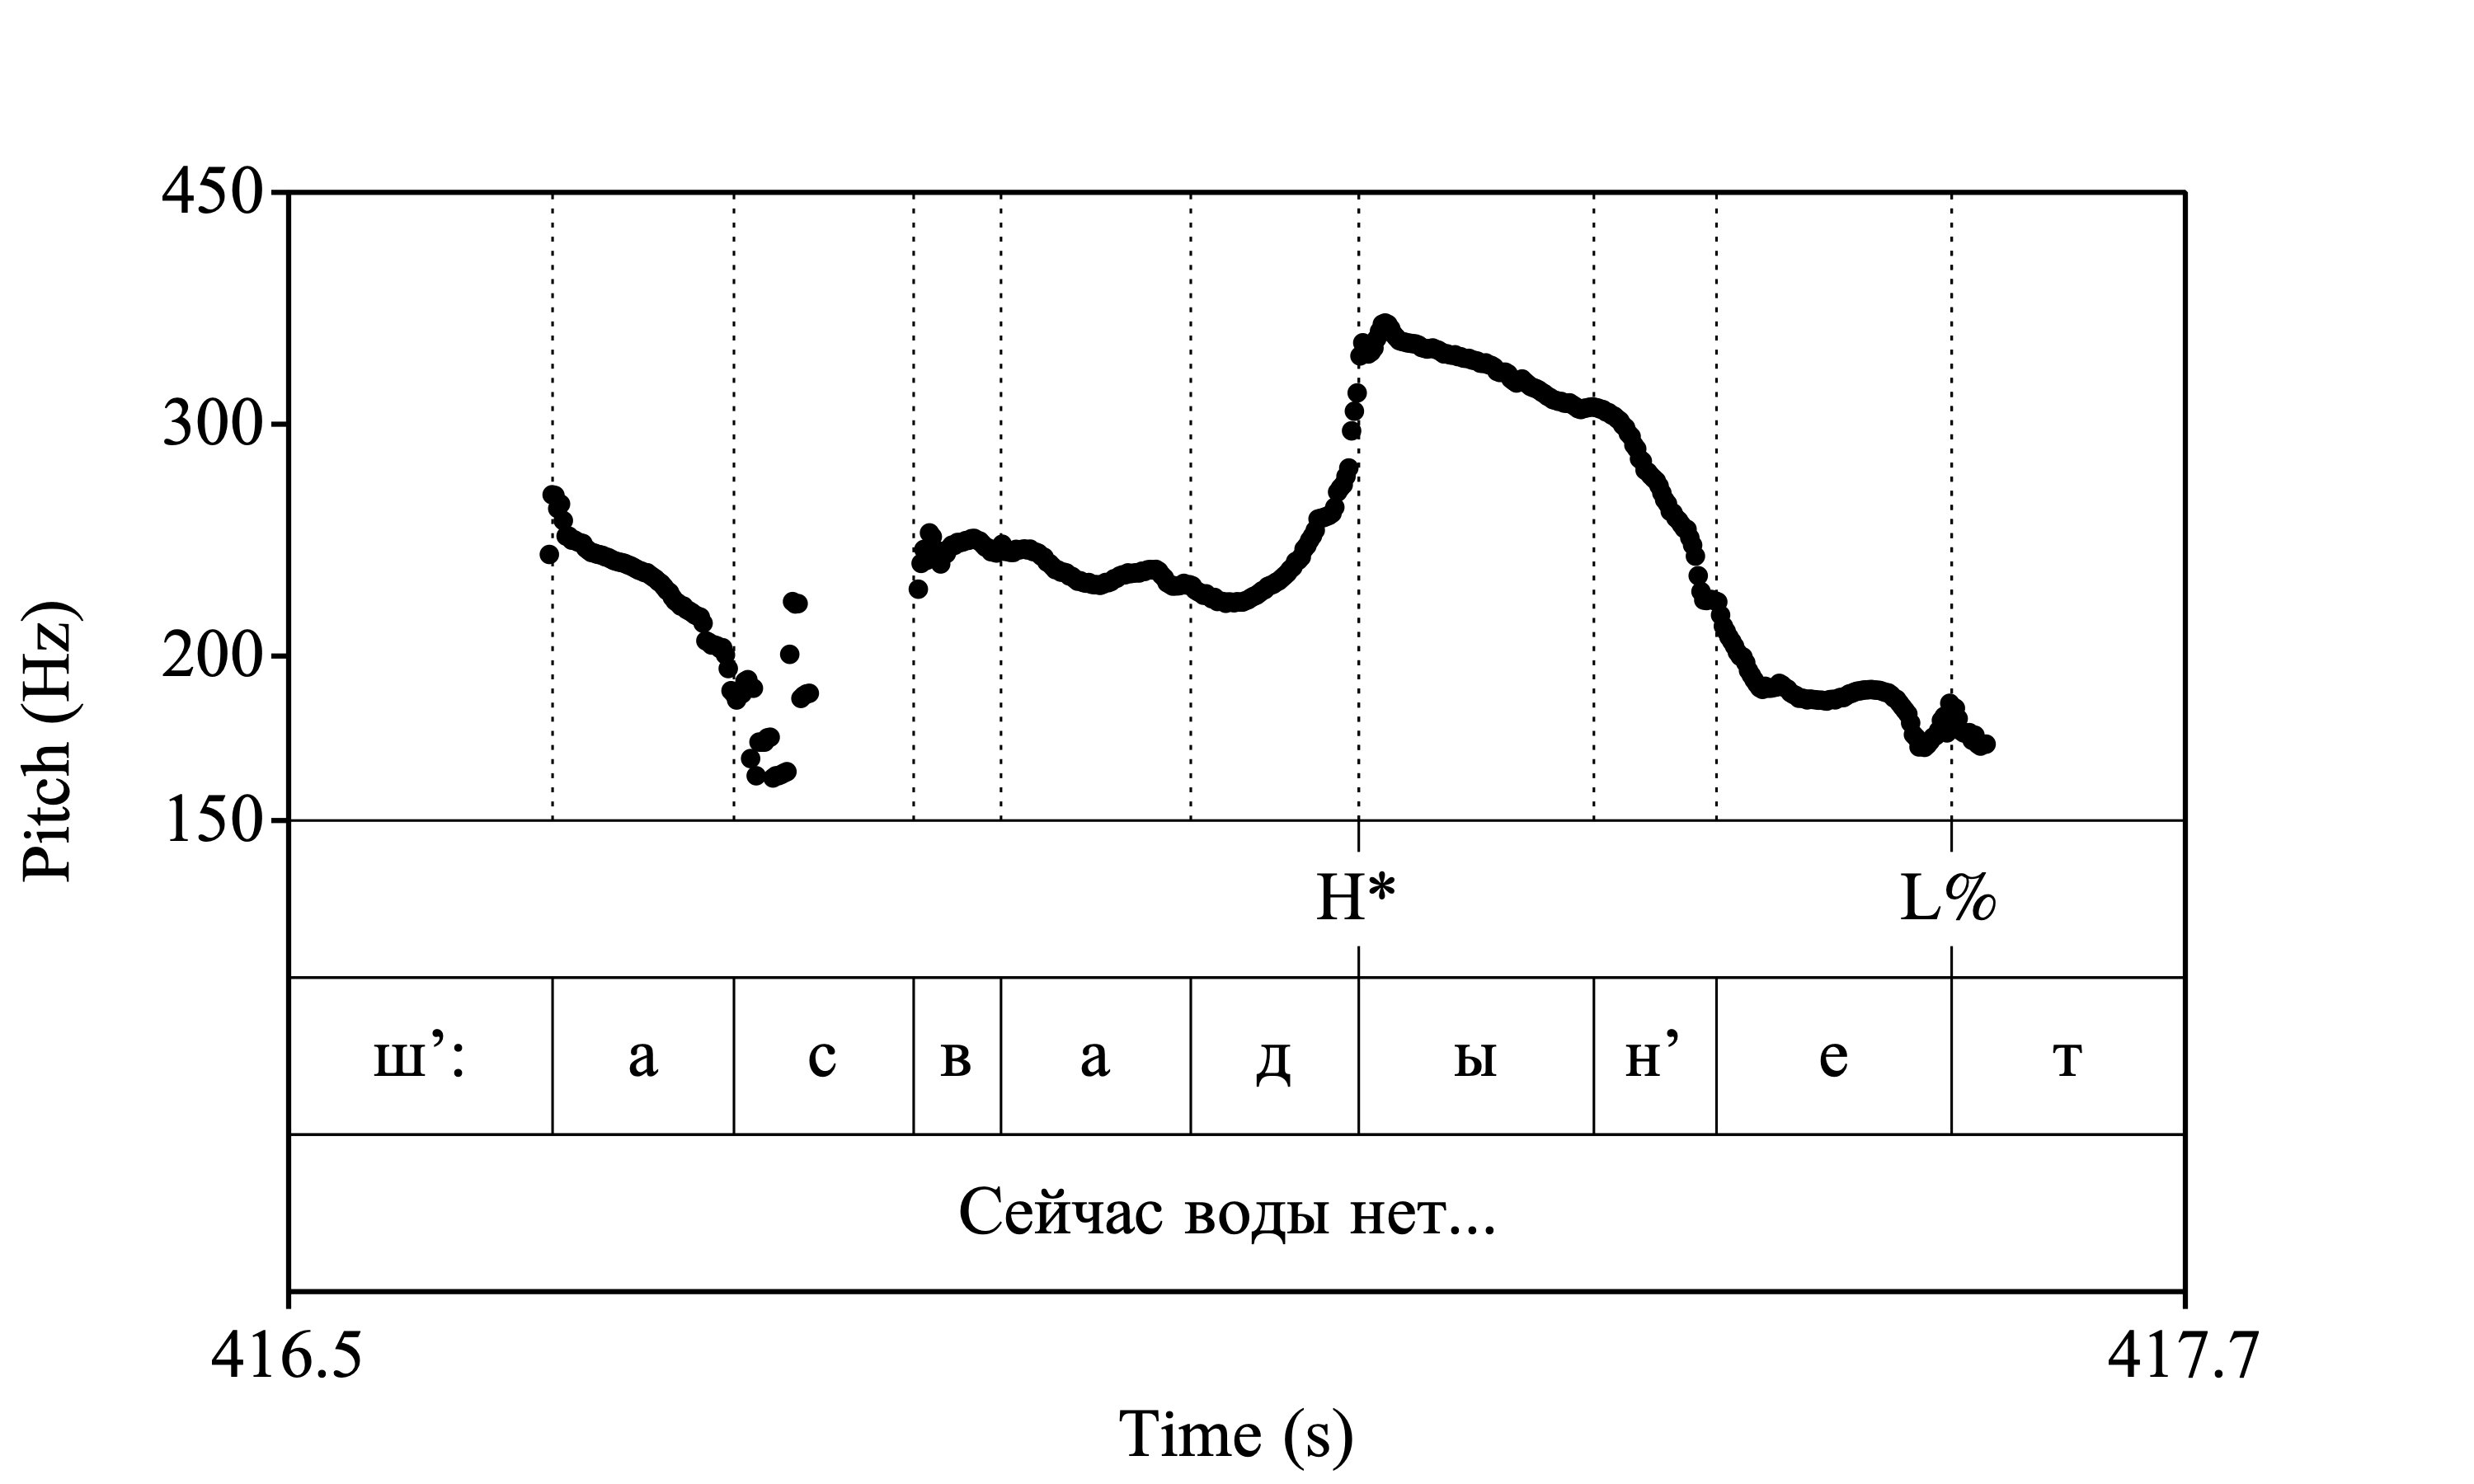 450
300
200
150
Pitch (Hz)
H* L%
ш’: а с в а д ы н’ е т
Сейчас воды нет...
416.5 417.7
Time (s)